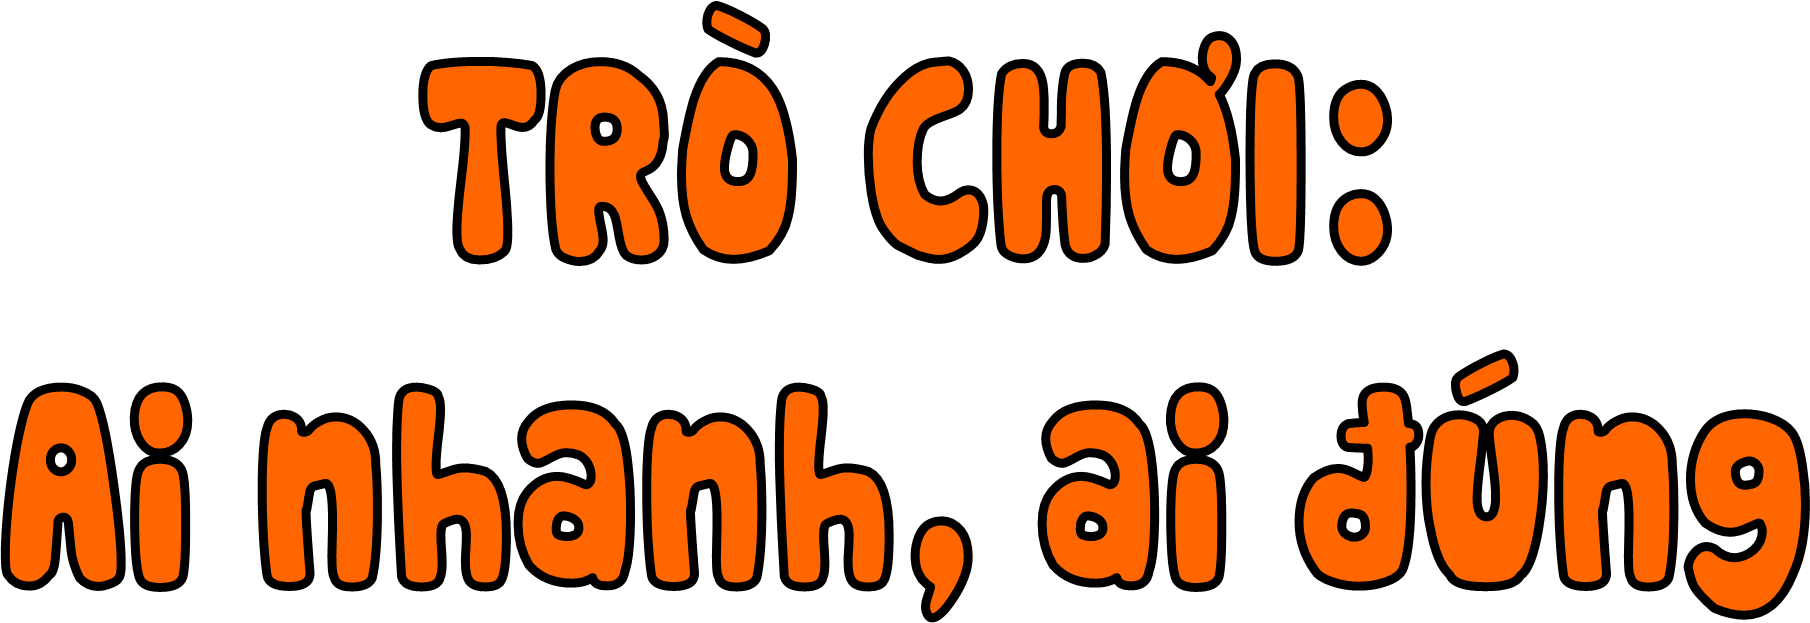 TRÒ CHƠI:
Ai nhanh, ai đúng